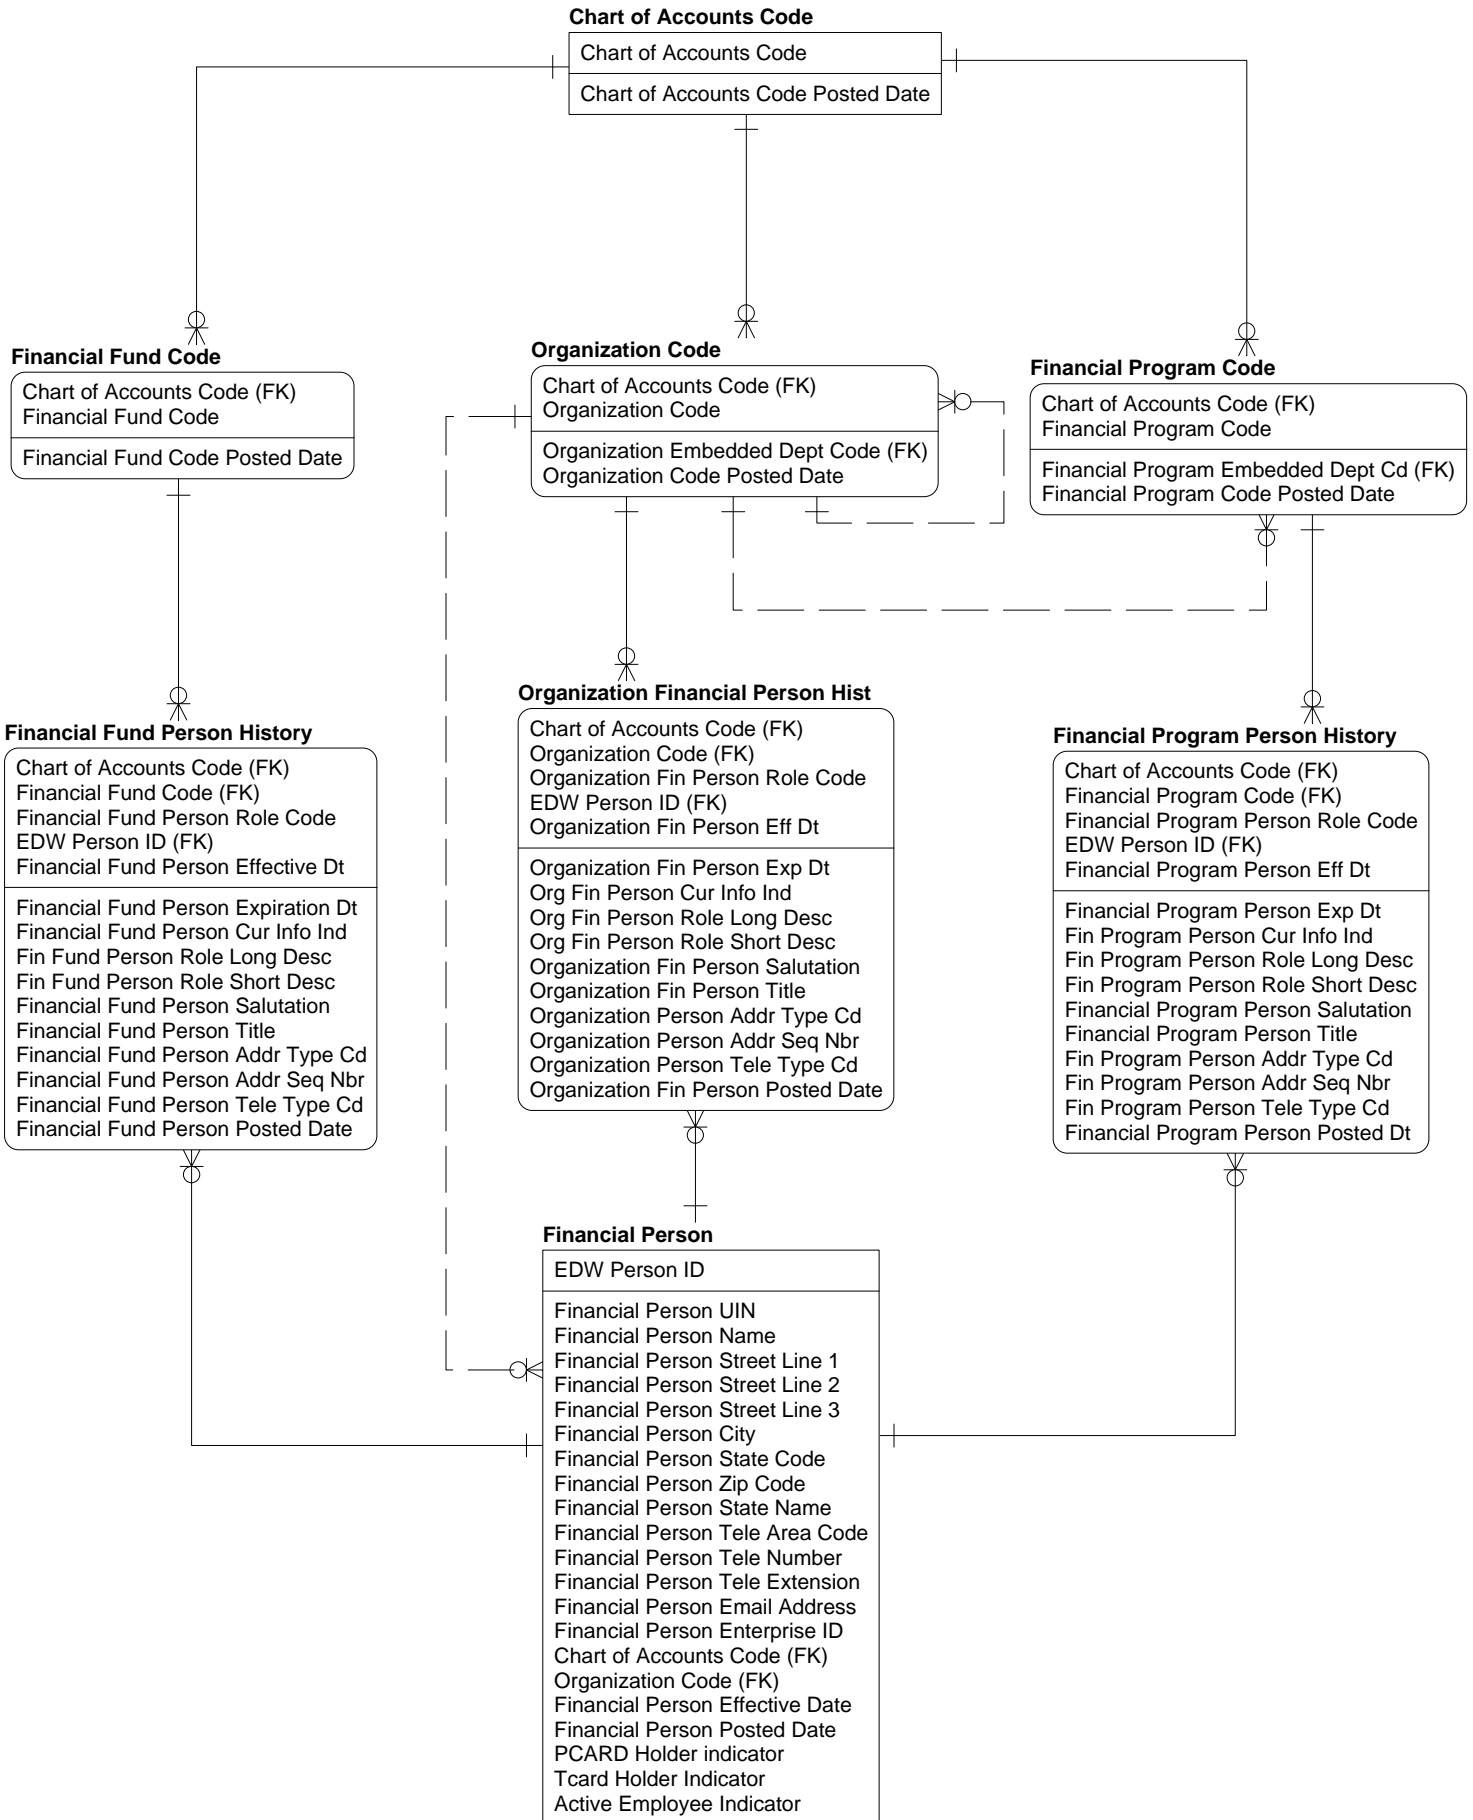 Chart of Accounts Code
Chart of Accounts Code
Chart of Accounts Code Posted Date
Financial Fund Code
Chart of Accounts Code (FK)
Financial Fund Code
Financial Fund Code Posted Date
Organization Code
Chart of Accounts Code (FK)
Organization Code
Organization Embedded Dept Code (FK)
Organization Code Posted Date
Financial Program Code
Chart of Accounts Code (FK)
Financial Program Code
Financial Program Embedded Dept Cd (FK)
Financial Program Code Posted Date
Financial Fund Person History
Chart of Accounts Code (FK)
Financial Fund Code (FK)
Financial Fund Person Role Code
EDW Person ID (FK)
Financial Fund Person Effective Dt
Financial Fund Person Expiration Dt
Financial Fund Person Cur Info Ind
Fin Fund Person Role Long Desc
Fin Fund Person Role Short Desc
Financial Fund Person Salutation
Financial Fund Person Title
Financial Fund Person Addr Type Cd
Financial Fund Person Addr Seq Nbr
Financial Fund Person Tele Type Cd
Financial Fund Person Posted Date
Organization Financial Person Hist
Chart of Accounts Code (FK)
Organization Code (FK)
Organization Fin Person Role Code
EDW Person ID (FK)
Organization Fin Person Eff Dt
Organization Fin Person Exp Dt
Org Fin Person Cur Info Ind
Org Fin Person Role Long Desc
Org Fin Person Role Short Desc
Organization Fin Person Salutation
Organization Fin Person Title
Organization Person Addr Type Cd
Organization Person Addr Seq Nbr
Organization Person Tele Type Cd
Organization Fin Person Posted Date
Financial Program Person History
Chart of Accounts Code (FK)
Financial Program Code (FK)
Financial Program Person Role Code
EDW Person ID (FK)
Financial Program Person Eff Dt
Financial Program Person Exp Dt
Fin Program Person Cur Info Ind
Fin Program Person Role Long Desc
Fin Program Person Role Short Desc
Financial Program Person Salutation
Financial Program Person Title
Fin Program Person Addr Type Cd
Fin Program Person Addr Seq Nbr
Fin Program Person Tele Type Cd
Financial Program Person Posted Dt
Financial Person
EDW Person ID
Financial Person UIN
Financial Person Name
Financial Person Street Line 1
Financial Person Street Line 2
Financial Person Street Line 3
Financial Person City
Financial Person State Code
Financial Person Zip Code
Financial Person State Name
Financial Person Tele Area Code
Financial Person Tele Number
Financial Person Tele Extension
Financial Person Email Address
Financial Person Enterprise ID
Chart of Accounts Code (FK)
Organization Code (FK)
Financial Person Effective Date
Financial Person Posted Date
PCARD Holder indicator
Tcard Holder Indicator
Active Employee Indicator